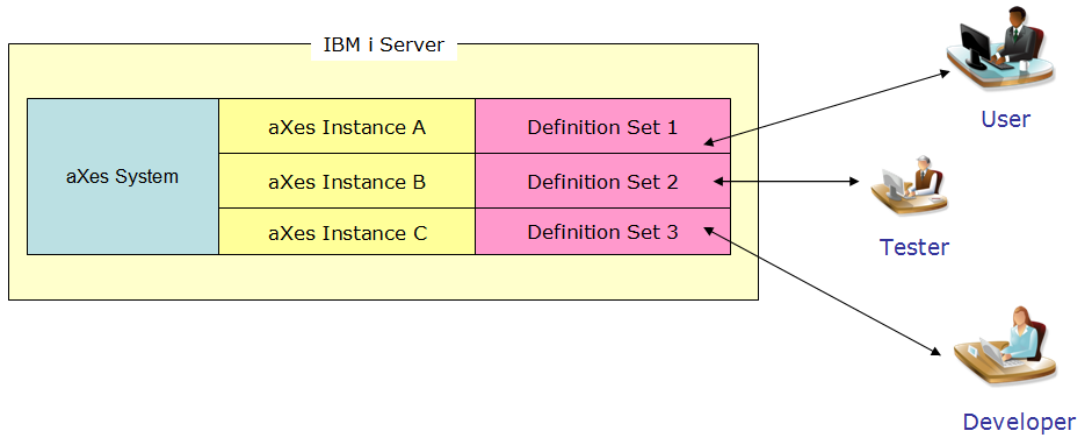 IBM i Server
aXes System
aXes Instance A
Definition Set 1
aXes Instance B
Definition Set 2
aXes Instance C
Definition Set 3
User
Tester
Developer